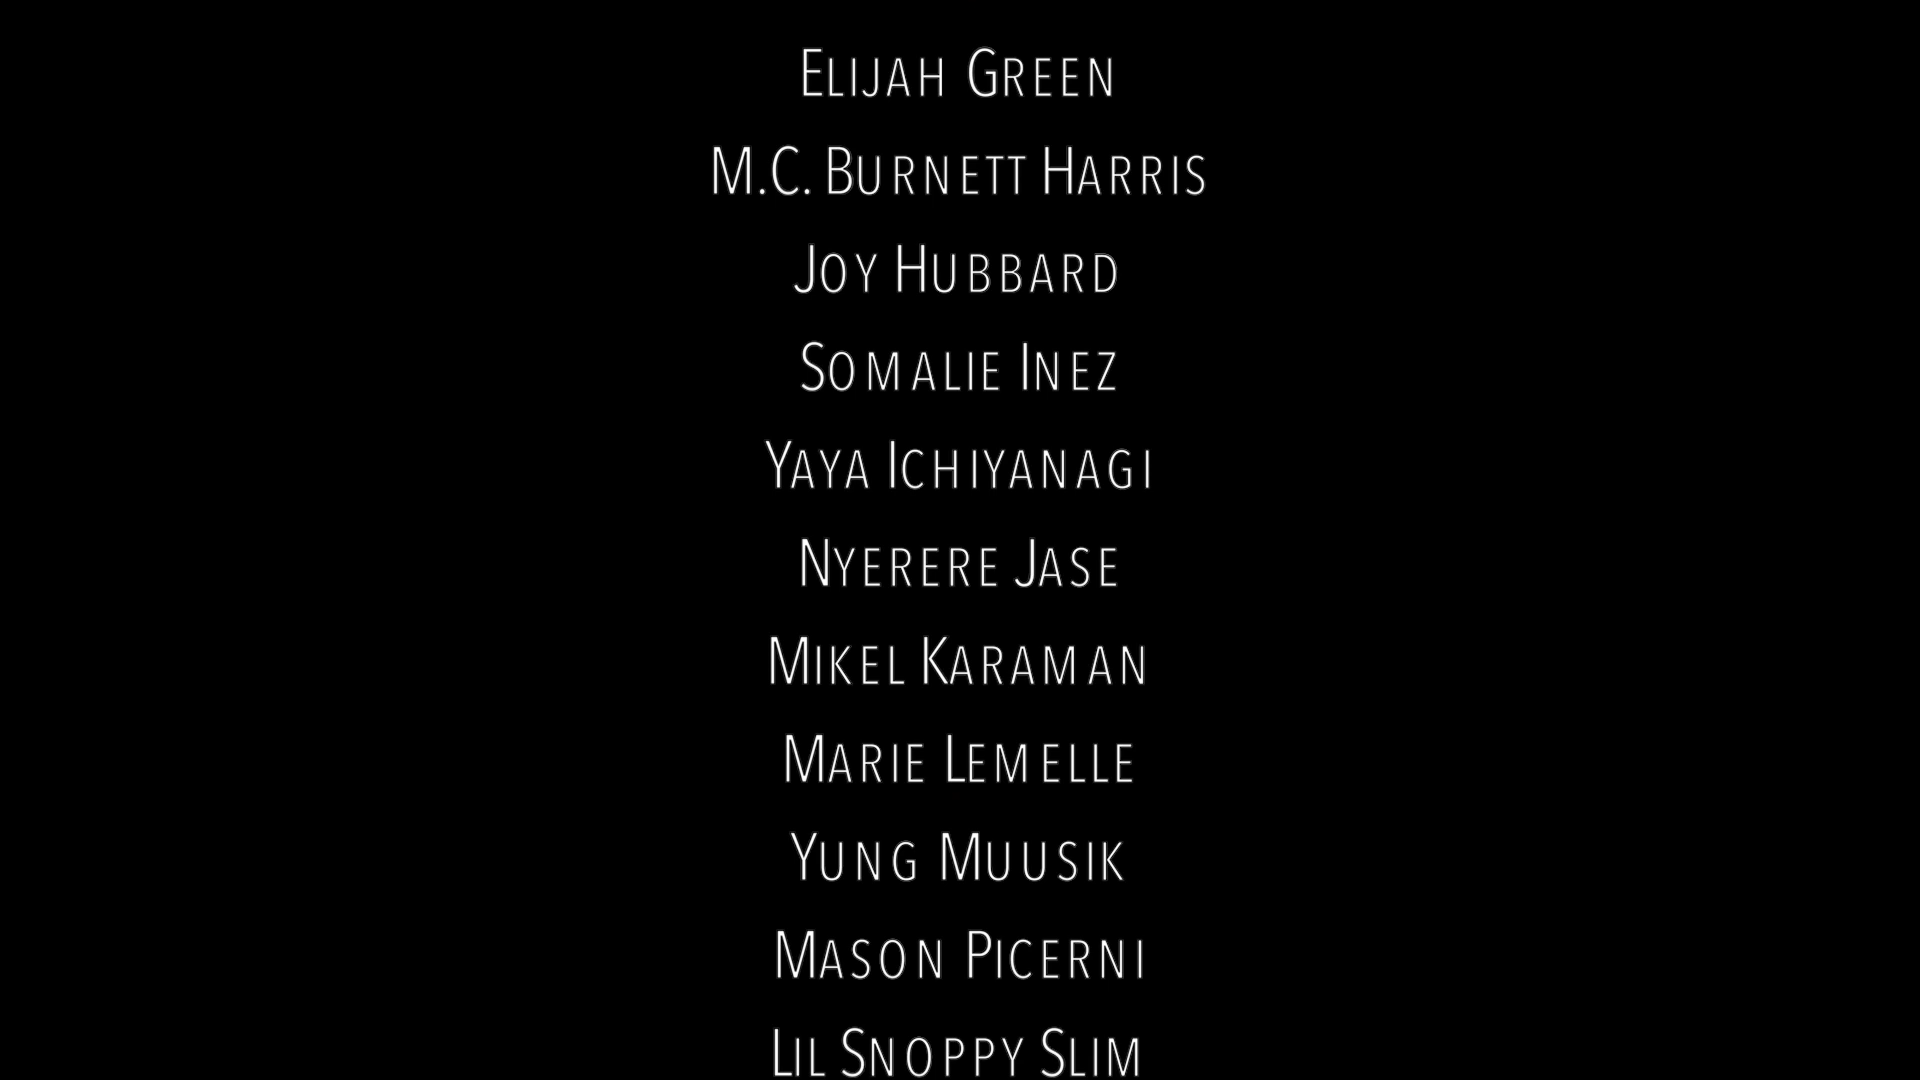 Elijah Green
M.C. Burnett Harris
Joy Hubbard
Somalie Inez
Yaya Ichiyanagi
Nyerere Jase
Mikel Karaman
Marie Lemelle
Yung Muusik
Mason Picerni
Lil Snoppy Slim